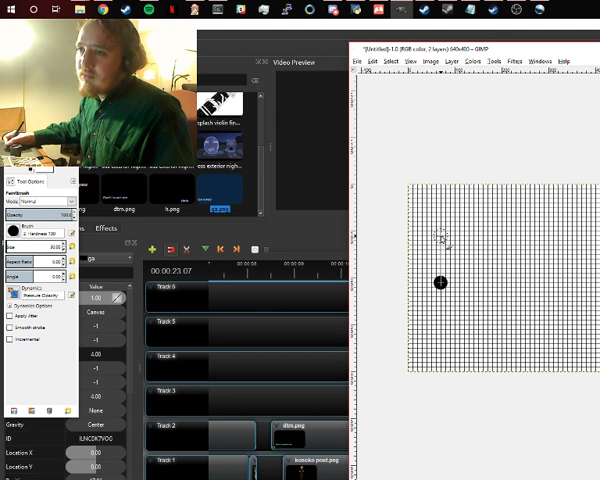 *[Untitled]-1.0 (RGB color, 2 layers) 640x400 – GIMP
File Edit Select View Image Layer Colors Tools Filters Windows Help
Video Preview
splash violin fin...
ess exterior nigh...
dtm.png
h.png
Tool Options
Paintbrush
Mode: Normal
Opacity 100.0
Brush
2. Hardness 100
Size
Aspect Ratio 0.00
Angle 0.00
Dynamics
Pressure Opacity
Dynamics Options
Apply Jitter
Smooth stroke
Incremental
Effects
Value
1.00
Canvas
-1
-1
4.00
-1
-1
4.00
None
Gravity Center
ID
Location X 0.00
Location Y 0.00
00:00:23:07
Track 6
Track 5
Track 4
Track 3
Track 2
dtm.png
Track 1
konoko post.png